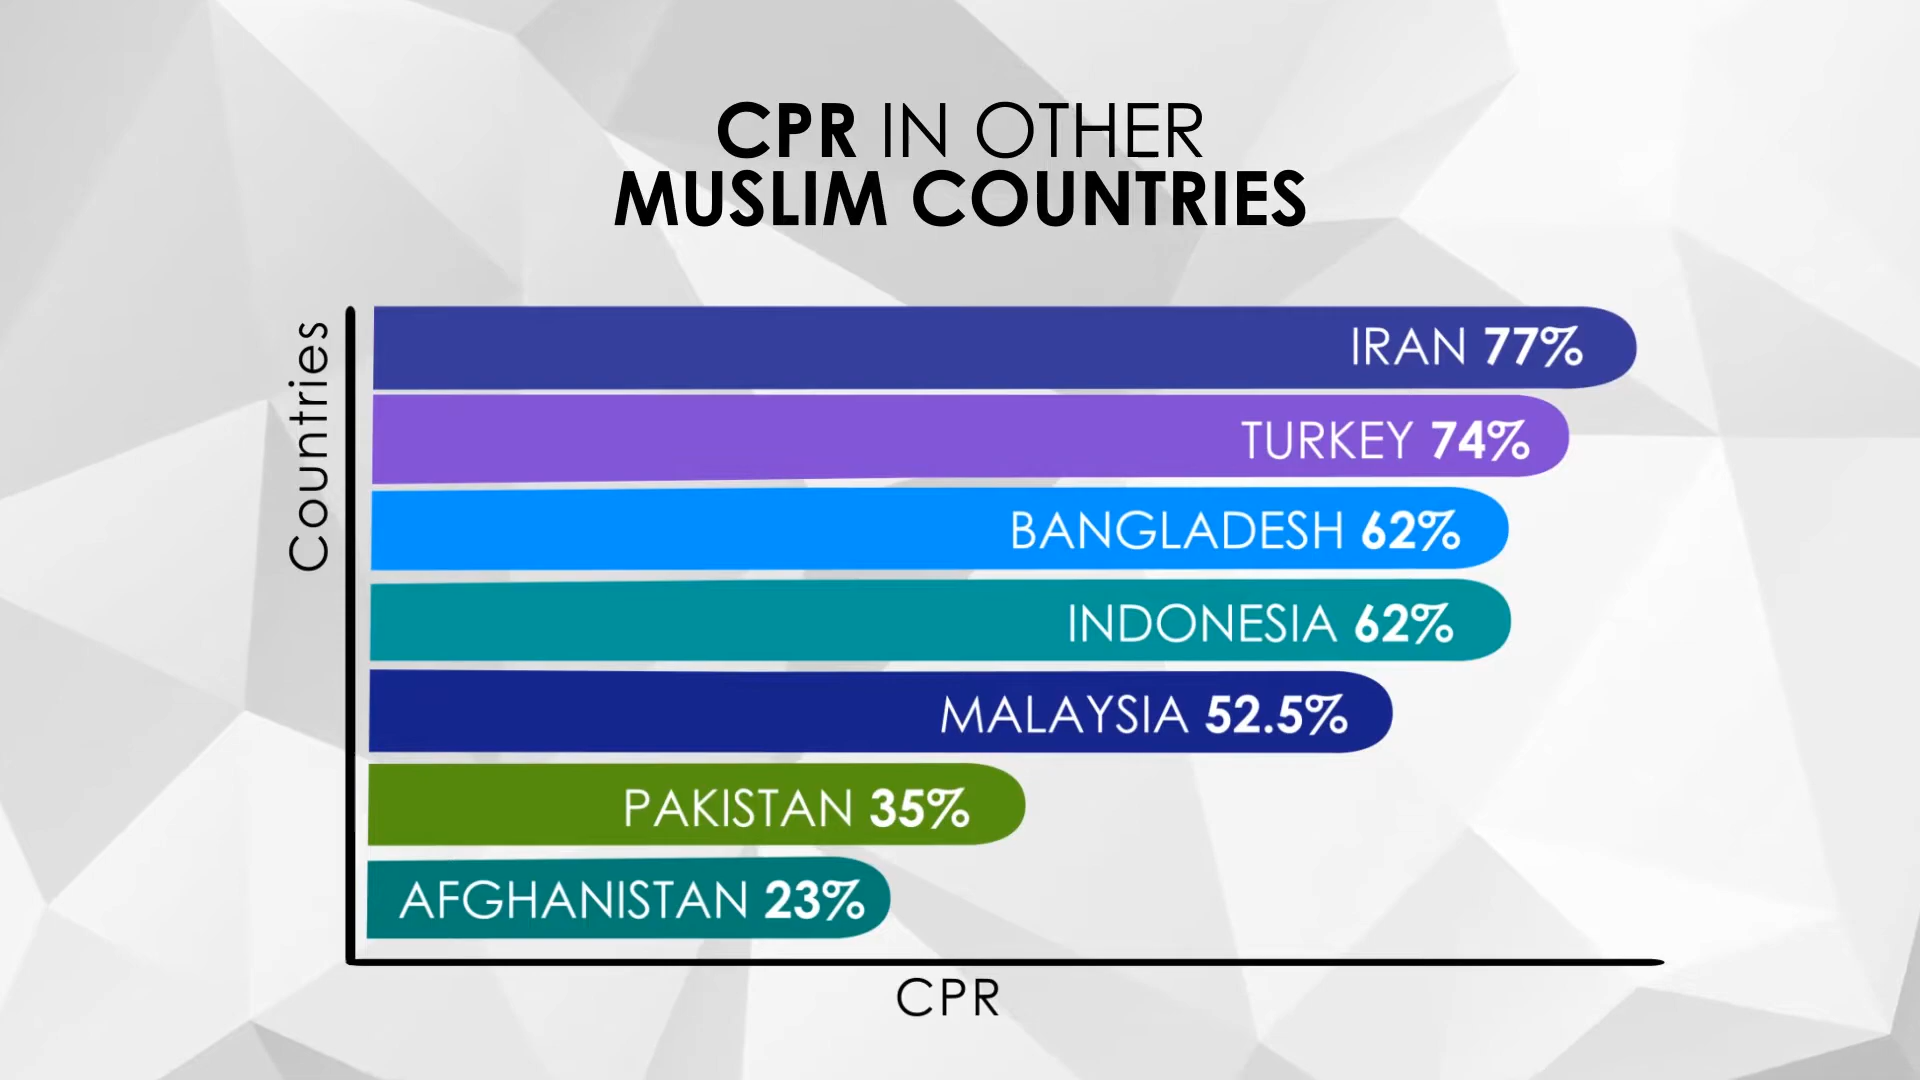 CPR IN OTHER
MUSLIM COUNTRIES
Countries
IRAN 77%
TURKEY 74%
BANGLADESH 62%
INDONESIA 62%
MALAYSIA 52.5%
PAKISTAN 35%
AFGHANISTAN 23%
CPR